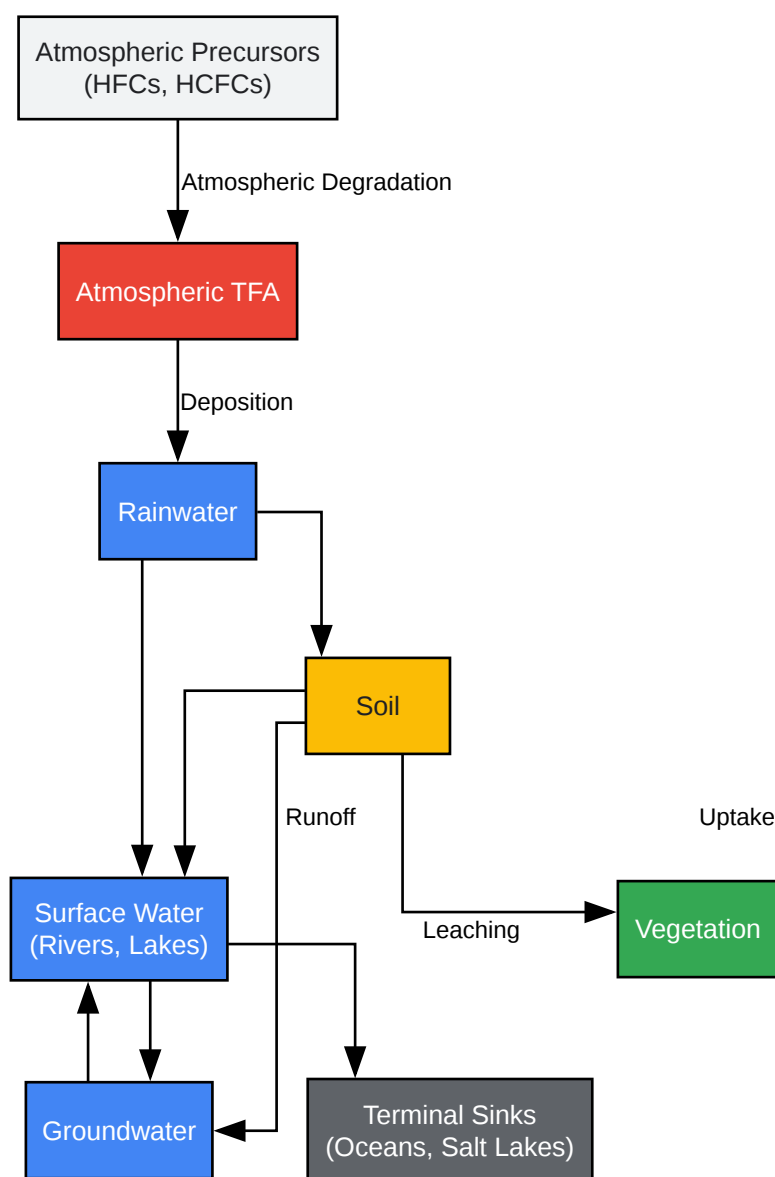 Atmospheric Precursors
(HFCs, HCFCs)
Atmospheric Degradation
Atmospheric TFA
Deposition
Rainwater
Soil
Runoff
Uptake
Surface Water
(Rivers, Lakes)
Leaching
Vegetation
Groundwater
Terminal Sinks
(Oceans, Salt Lakes)